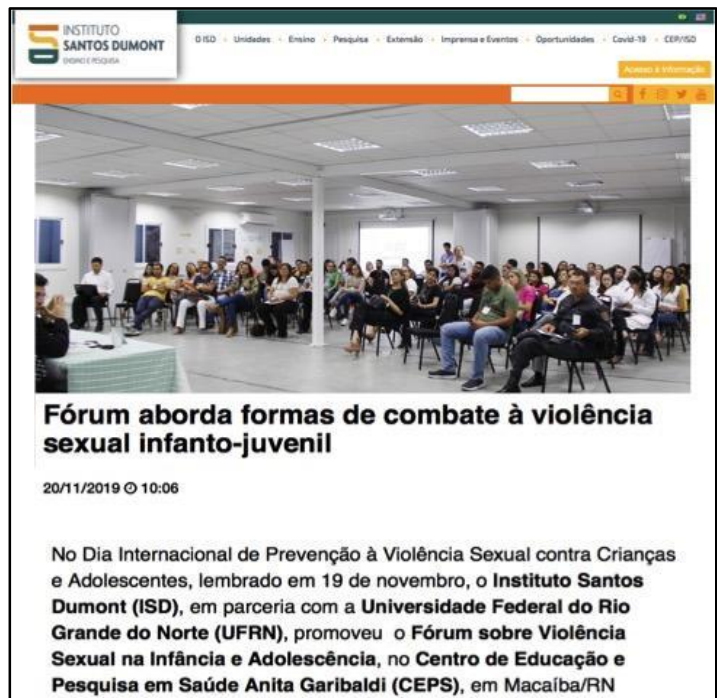 INSTITUTO
SANTOS DUMONT
ENSINO E PESQUISA
O ISD Unidades Ensino Pesquisa Extensão Imprensa e Eventos Oportunidades Covid-19 CEP/ISD
Acesso à Informação
Fórum aborda formas de combate à violência
sexual infanto-juvenil
20/11/2019 10:06
No Dia Internacional de Prevenção à Violência Sexual contra Crianças
e Adolescentes, lembrado em 19 de novembro, o Instituto Santos
Dumont (ISD), em parceria com a Universidade Federal do Rio
Grande do Norte (UFRN), promoveu o Fórum sobre Violência
Sexual na Infância e Adolescência, no Centro de Educação e
Pesquisa em Saúde Anita Garibaldi (CEPS), em Macaíba/RN